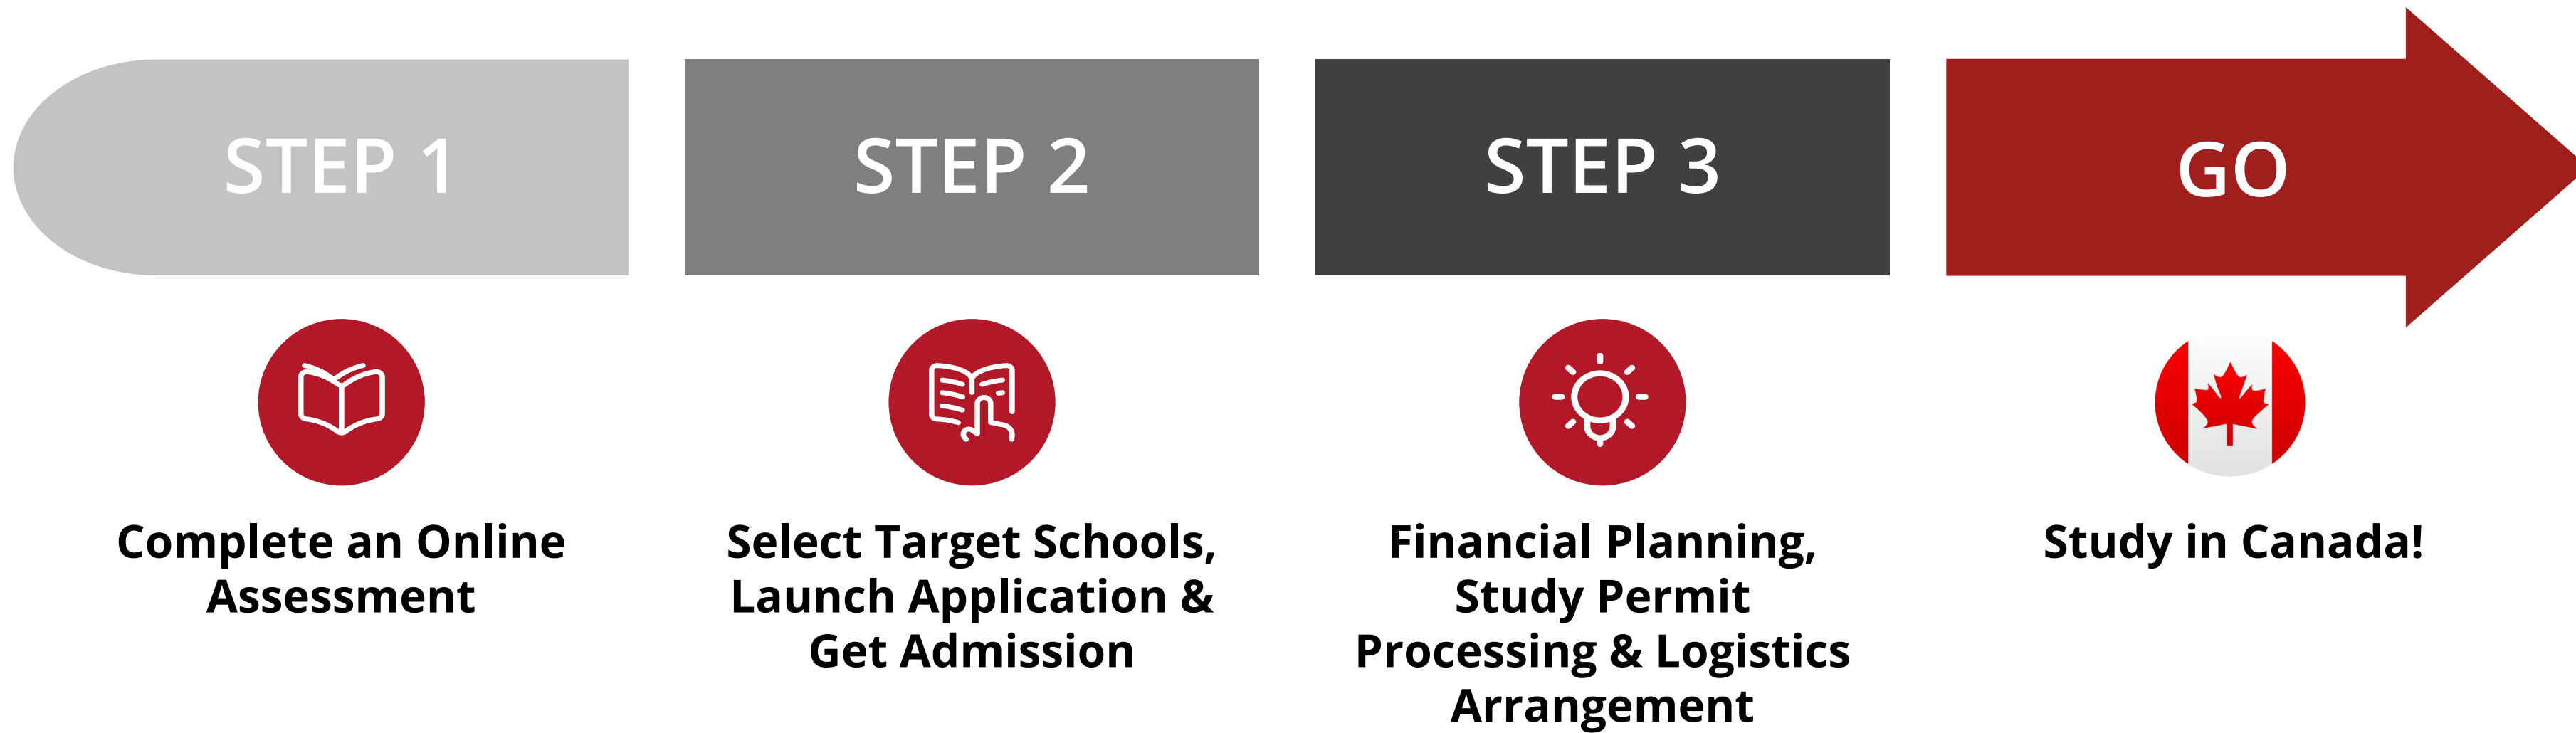 STEP 1
STEP 2
STEP 3
GO
Complete an Online
Assessment
Select Target Schools,
Launch Application &
Get Admission
Financial Planning,
Study Permit
Processing & Logistics
Arrangement
Study in Canada!